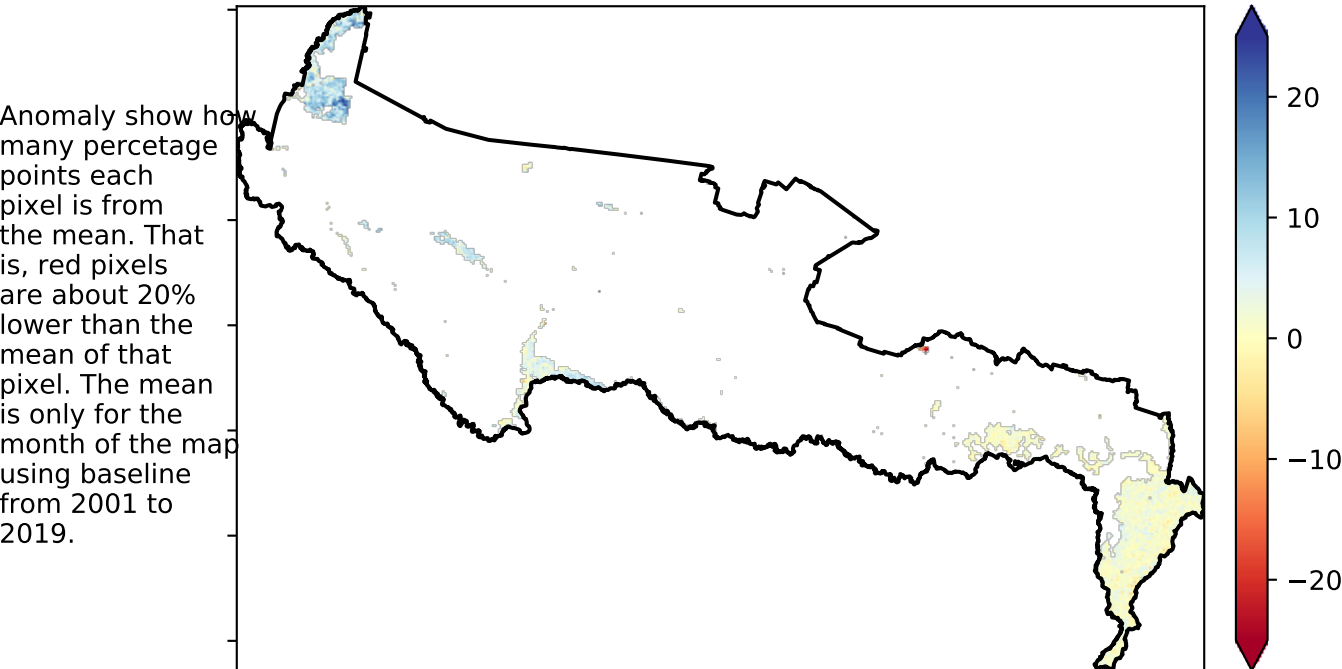 Anomaly show how
many percetage
points each
pixel is from
the mean. That
is, red pixels
are about 20%
lower than the
mean of that
pixel. The mean
is only for the
month of the map
using baseline
from 2001 to
2019.
20
10
0
−10
−20